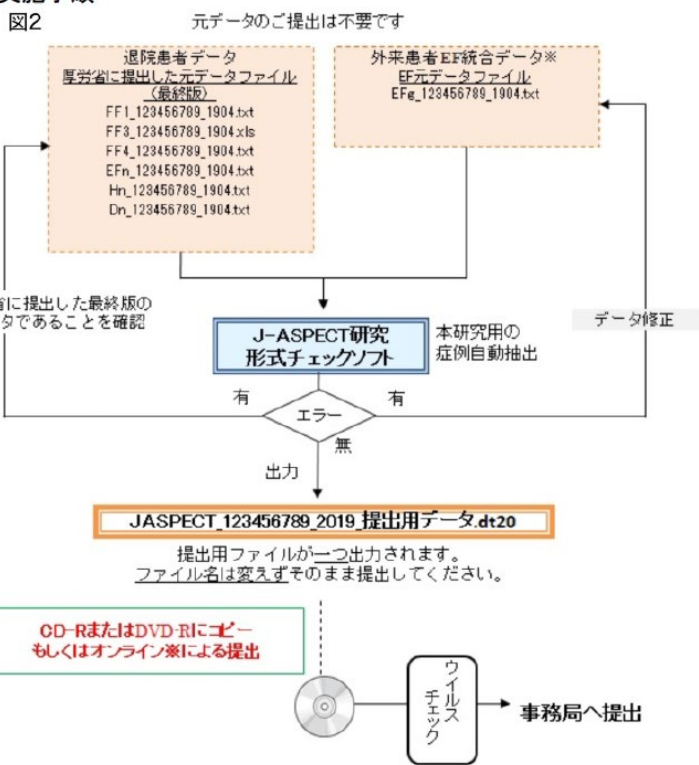 図2
元データのご提出は不要です
退院患者データ
厚労省に提出した元データファイル
（最終版）
FF1_123456789_1904.txt
FF3_123456789_1904.xls
FF4_123456789_1904.txt
EFn_123456789_1904.txt
Hn_123456789_1904.txt
Dn_123456789_1904.txt
外来患者EF統合データ※
EF元データファイル
EFg_123456789_1904.txt
省に提出した最終版の
タであることを確認
J-ASPECT研究
形式チェックソフト
本研究用の
症例自動抽出
データ修正
有
エラー
有
無
出力
JASPECT_123456789_2019_提出用データ.dt20
提出用ファイルが一つ出力されます。
ファイル名は変えずそのまま提出してください。
CD-RまたはDVD-Rにコピー
もしくはオンライン※による提出
ウイルス
チェック
事務局へ提出